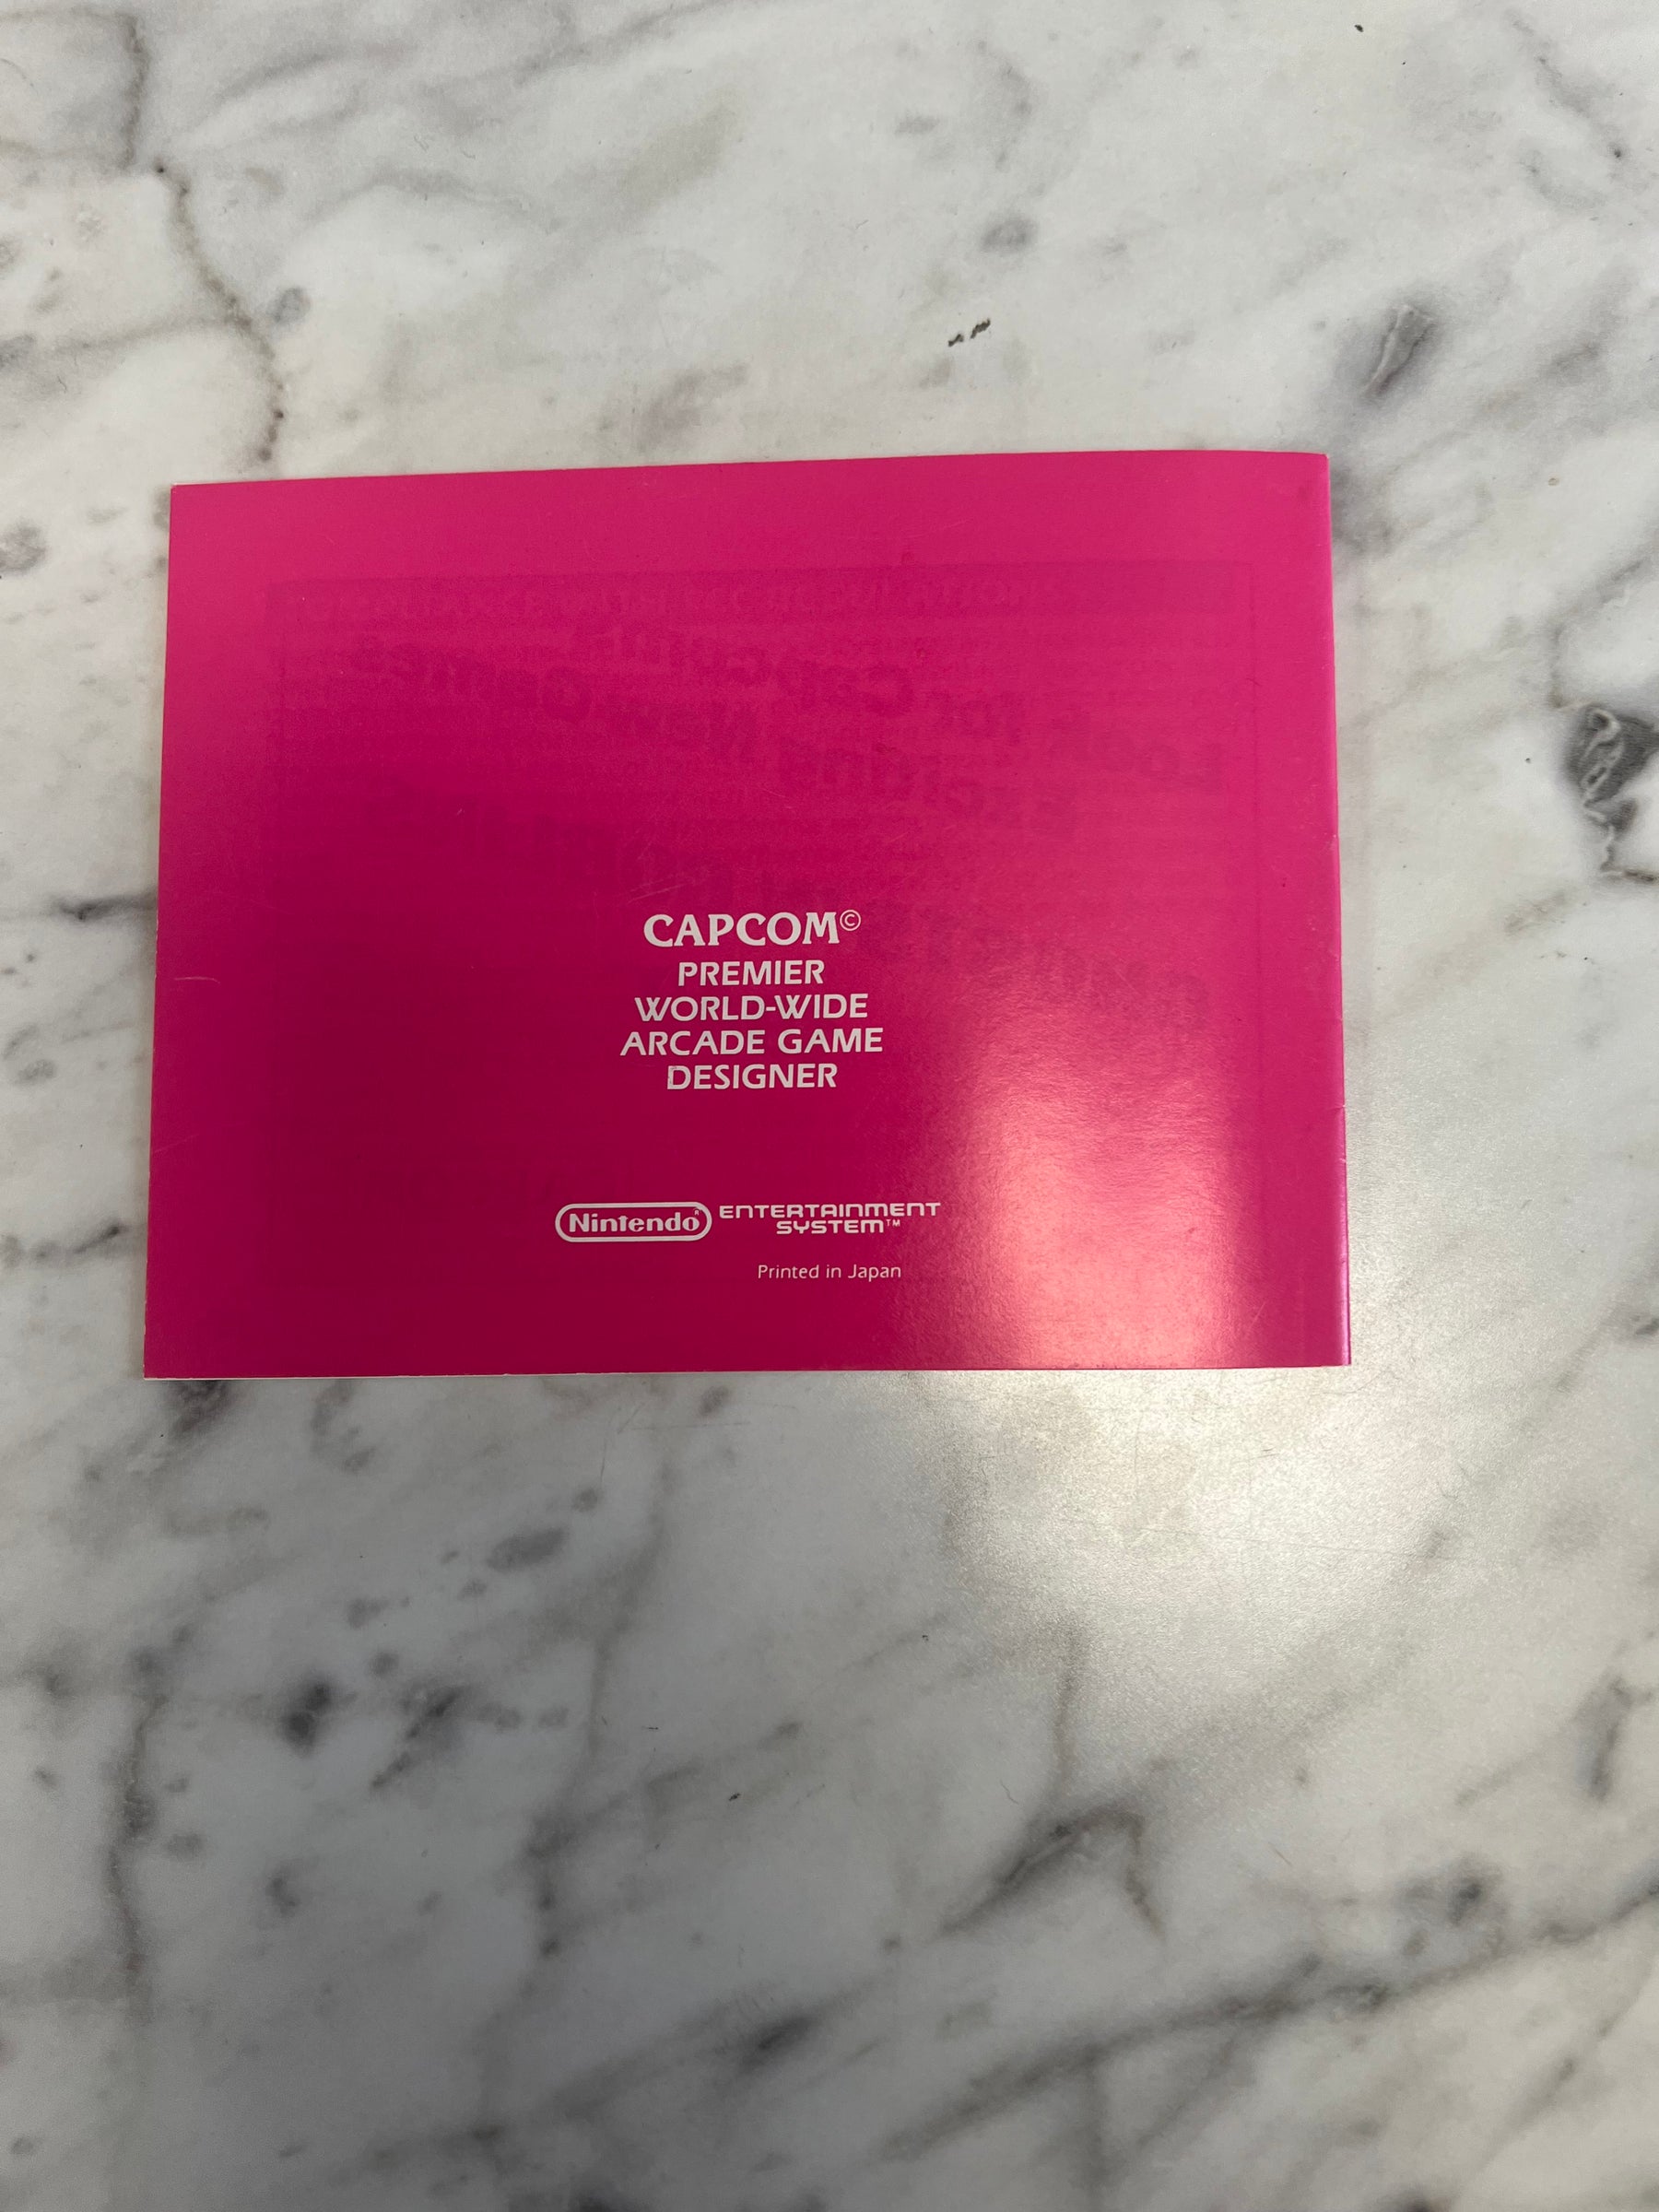 CAPCOM©
PREMIER
WORLD-WIDE
ARCADE GAME
DESIGNER
Nintendo® ENTERTAINMENT
SYSTEM™
Printed in Japan